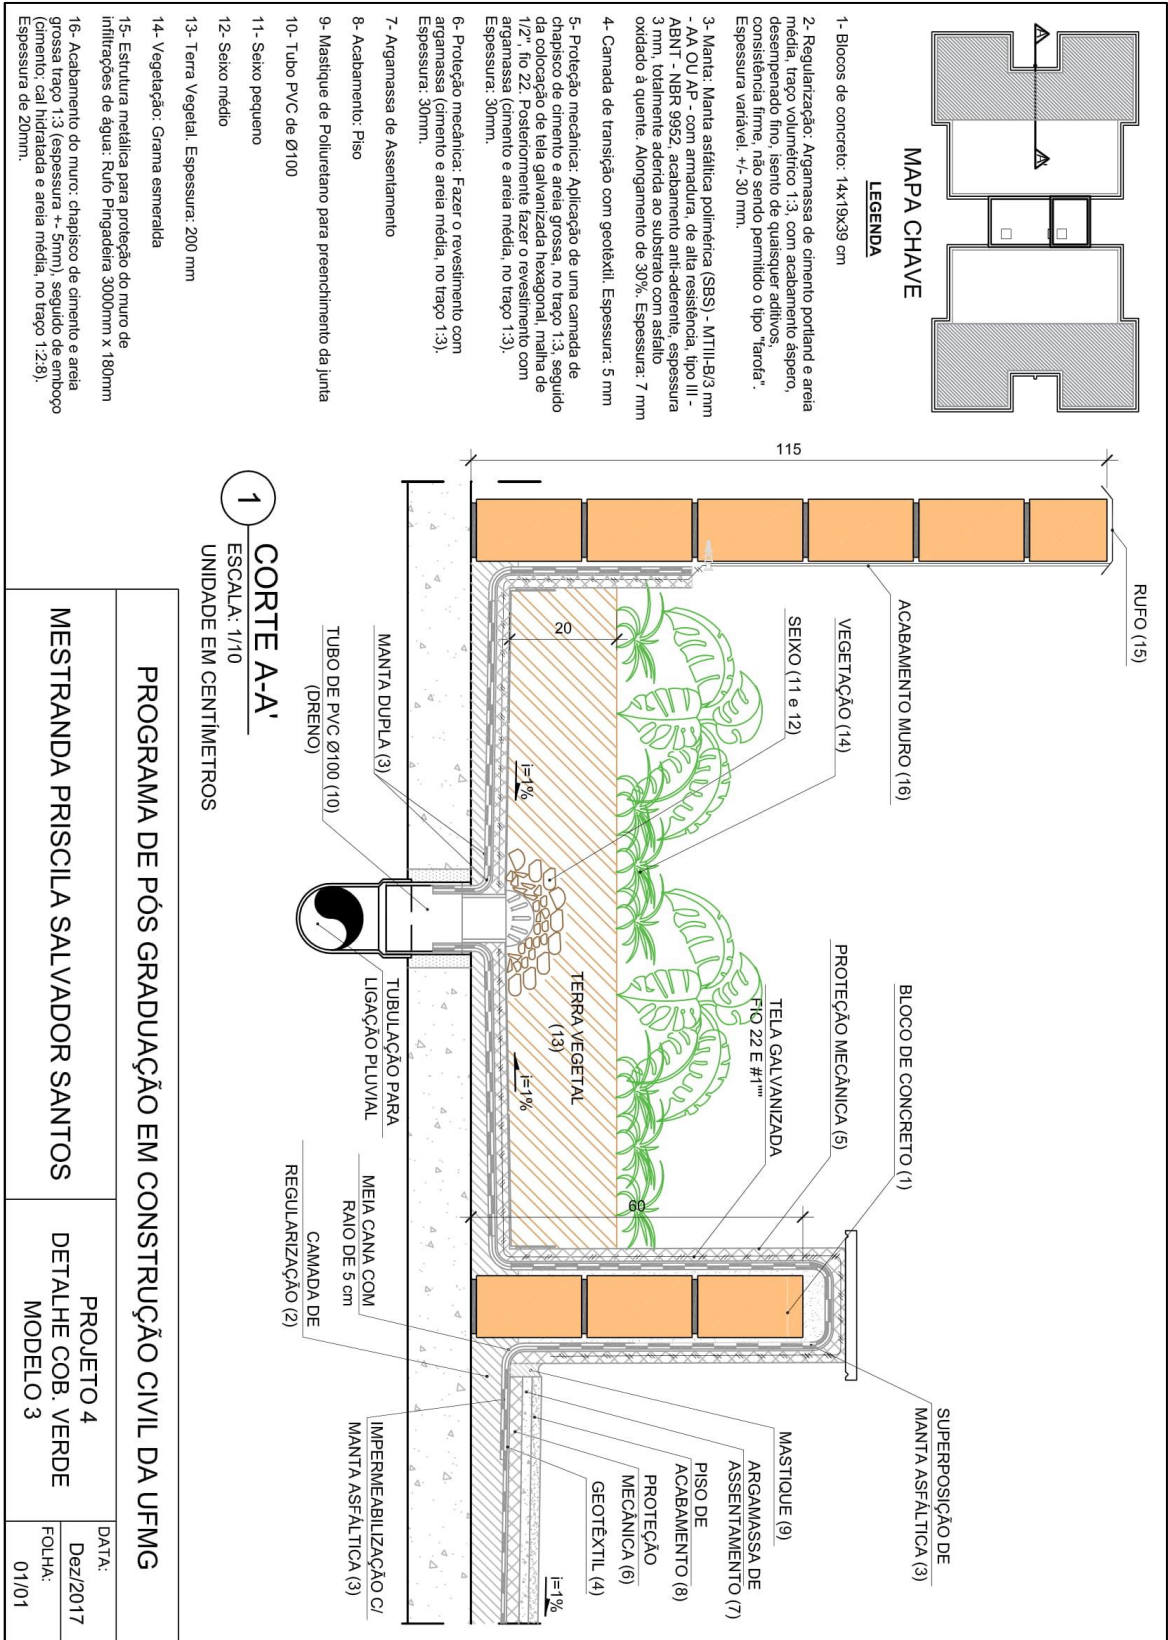 MAPA CHAVE
LEGENDA
1- Blocos de concreto: 14x19x39 cm
2- Regularização: Argamassa de cimento portland e areia
média, traço volumétrico 1:3, com acabamento áspero,
desempenado fino, isento de quaisquer aditivos,
consistência firme, não sendo permitido o tipo "farofa".
Espessura variável. +/- 30 mm.
3- Manta: Manta asfáltica polimérica (SBS) - MTIII-B/3 mm
- AA OU AP - com armadura, de alta resistência, tipo III -
ABNT - NBR 9952, acabamento anti-aderente, espessura
3 mm, totalmente aderida ao substrato com asfalto
oxidado à quente. Alongamento de 30%. Espessura: 7 mm
4- Camada de transição com geotêxtil. Espessura: 5 mm
5- Proteção mecânica: Aplicação de uma camada de
chapisco de cimento e areia grossa, no traço 1:3, seguido
da colocação de tela galvanizada hexagonal, malha de
1/2", fio 22. Posteriormente fazer o revestimento com
argamassa (cimento e areia média, no traço 1:3).
Espessura: 30mm.
6- Proteção mecânica: Fazer o revestimento com
argamassa (cimento e areia média, no traço 1:3).
Espessura: 30mm.
7- Argamassa de Assentamento
8- Acabamento: Piso
9- Mastique de Poliuretano para preenchimento da junta
10- Tubo PVC de Ø100
11- Seixo pequeno
12- Seixo médio
13- Terra Vegetal. Espessura: 200 mm
14- Vegetação: Grama esmeralda
15- Estrutura metálica para proteção do muro de
infiltrações de água: Rufo Pingadeira 3000mm x 180mm
16- Acabamento do muro: chapisco de cimento e areia
grossa traço 1:3 (espessura +- 5mm), seguido de emboço
(cimento; cal hidratada e areia média, no traço 1:2:8).
Espessura de 20mm.
115
RUFO (15)
ACABAMENTO MURO (16)
VEGETAÇÃO (14)
SEIXO (11 e 12)
20
i=1%
MANTA DUPLA (3)
TUBO DE PVC Ø100 (10)
(DRENO)
TERRA VEGETAL
(13)
i=1%
TUBULAÇÃO PARA
LIGAÇÃO PLUVIAL
BLOCO DE CONCRETO (1)
PROTEÇÃO MECÂNICA (5)
TELA GALVANIZADA
FIO 22 E #1""
60
MEIA CANA COM
RAIO DE 5 cm
CAMADA DE
REGULARIZAÇÃO (2)
SUPERPOSIÇÃO DE
MANTA ASFÁLTICA (3)
MASTIQUE (9)
ARGAMASSA DE
ASSENTAMENTO (7)
PISO DE
ACABAMENTO (8)
PROTEÇÃO
MECÂNICA (6)
GEOTÊXTIL (4)
i=1%
IMPERMEABILIZAÇÃO C/
MANTA ASFÁLTICA (3)
1
CORTE A-A'
ESCALA: 1/10
UNIDADE EM CENTÍMETROS
PROGRAMA DE PÓS GRADUAÇÃO EM CONSTRUÇÃO CIVIL DA UFMG
MESTRANDA PRISCILA SALVADOR SANTOS
PROJETO 4
DETALHE COB. VERDE
MODELO 3
DATA:
Dez/2017
FOLHA:
01/01